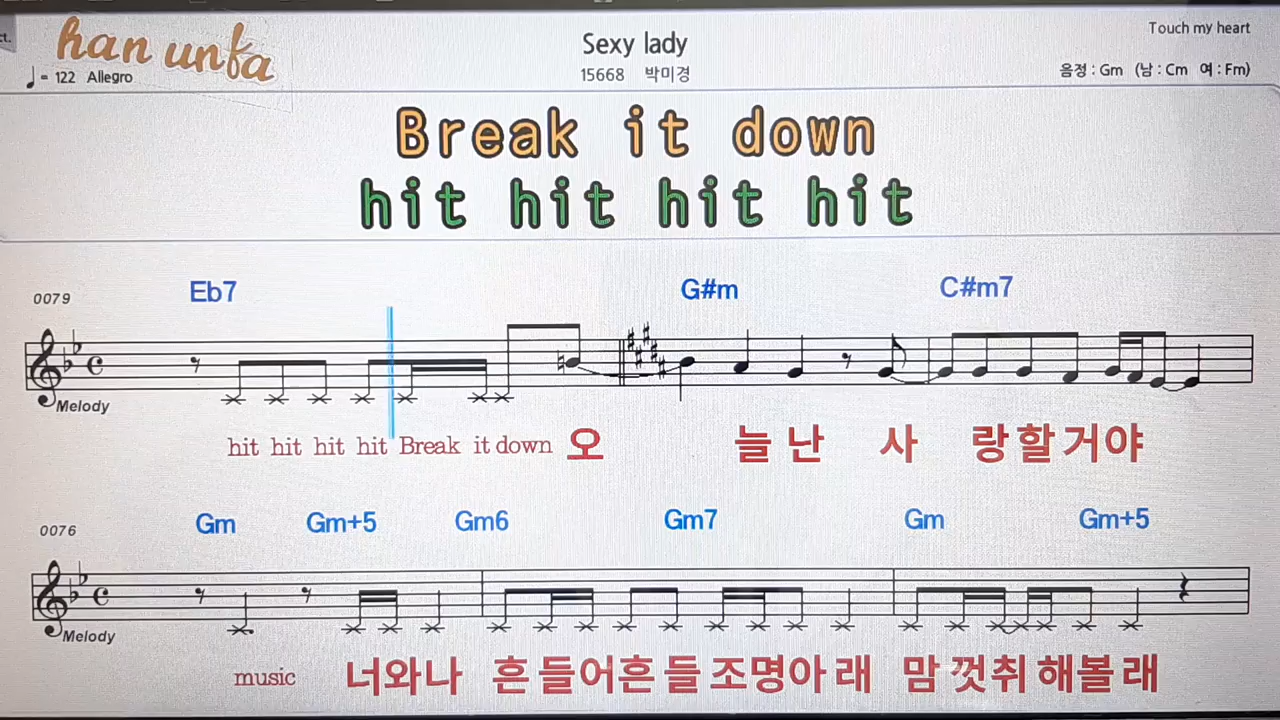 ct.
han unfa
Sexy lady
Touch my heart
♩= 122 Allegro
15668 박미경
음정 : Gm (남 : Cm 여 : Fm)
Break it down
hit hit hit hit
0079
Eb7 G#m C#m7
Melody
hit hit hit hit Break it down 오 늘 난 사 랑 할 거 야
0076
Gm Gm+5 Gm6 Gm7 Gm Gm+5
Melody
music 너와나 흔 들어흔 들 조명아 래 맘 껏취 해볼 래